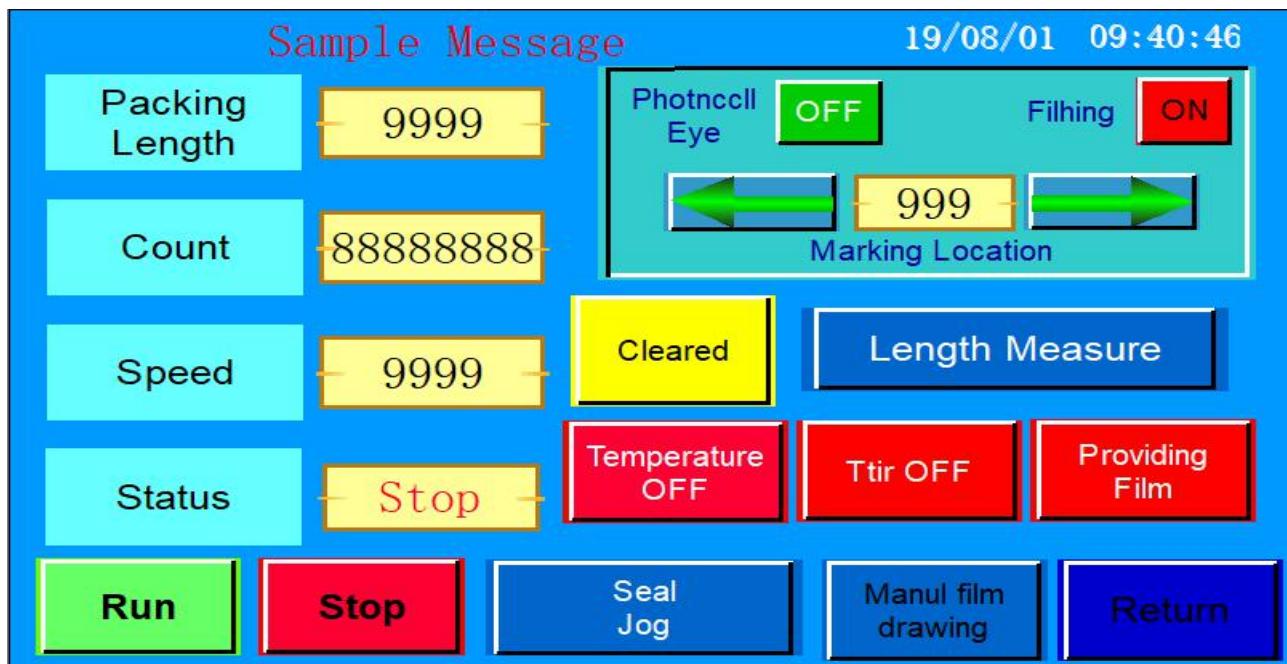 Sample Message
19/08/01 09:40:46
Packing
Length
9999
Photnccll
Eye
OFF
Filhing
ON
999
Marking Location
Count
88888888
Speed
9999
Cleared
Length Measure
Status
Stop
Temperature
OFF
Ttir OFF
Providing
Film
Run
Stop
Seal
Jog
Manul film
drawing
Return